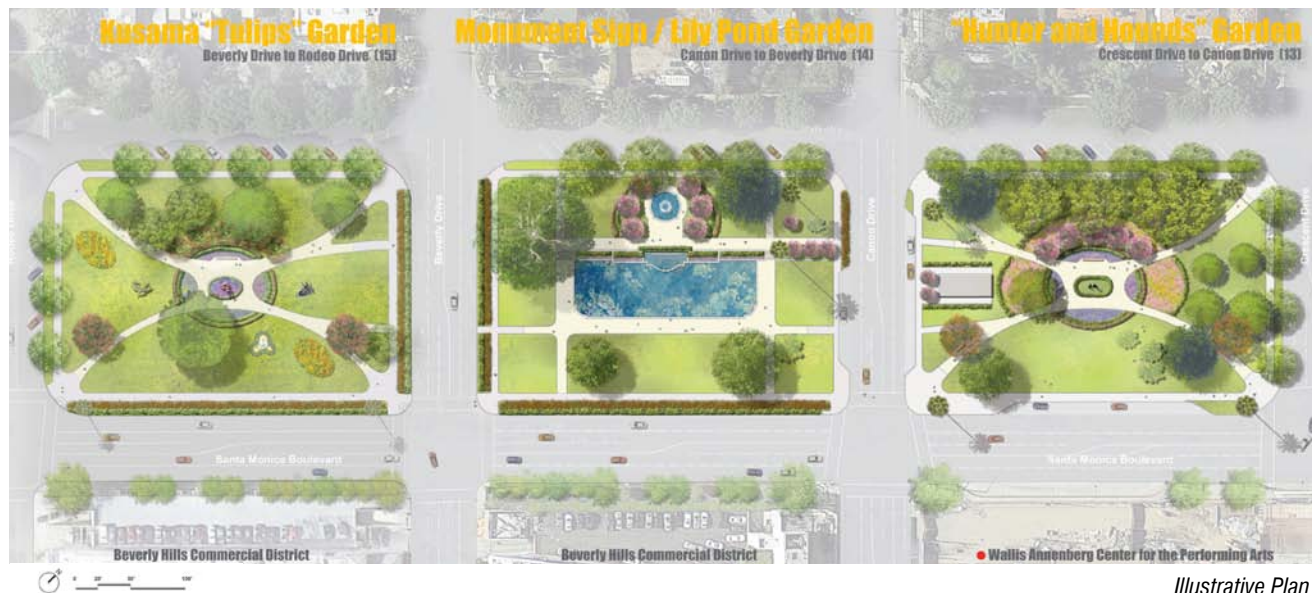 Kusama "Tulips" Garden
Beverly Drive to Rodeo Drive (15)
Monument Sign / Lily Pond Garden
Canon Drive to Beverly Drive (14)
"Hunter and Hounds" Garden
Crescent Drive to Canon Drive (13)
Beverly Drive
Canon Drive
Santa Monica Boulevard
Santa Monica Boulevard
Beverly Hills Commercial District
Beverly Hills Commercial District
Wallis Annenberg Center for the Performing Arts
Illustrative Plan